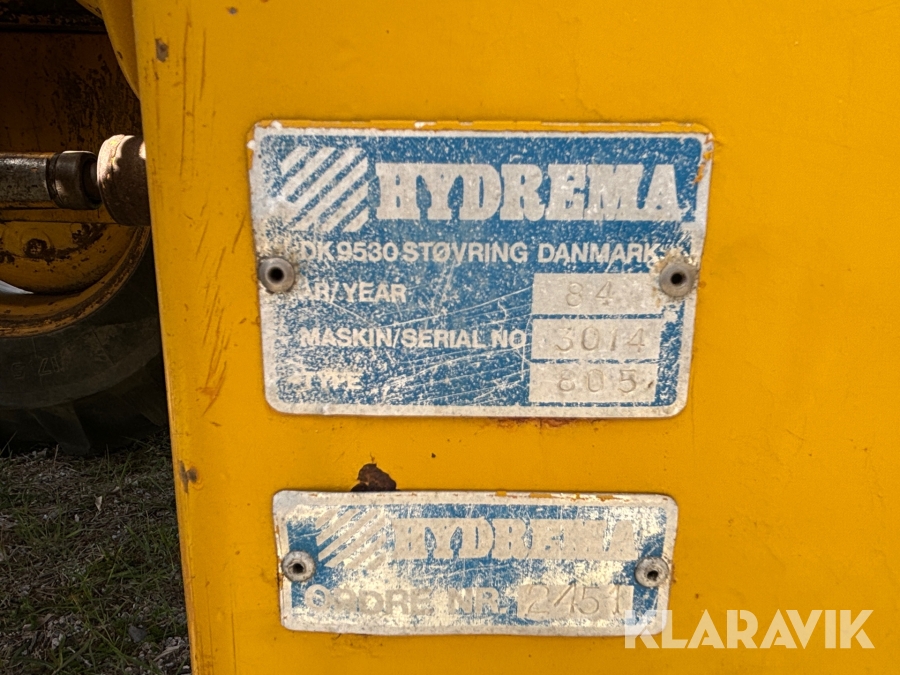 HYDREMA
DK 9530 STØVRING DANMARK
ÅR/YEAR 84
MASKIN/SERIAL NO 3014
TYPE 805
HYDREMA
ORDRE NR. 2451
KLARAVIK